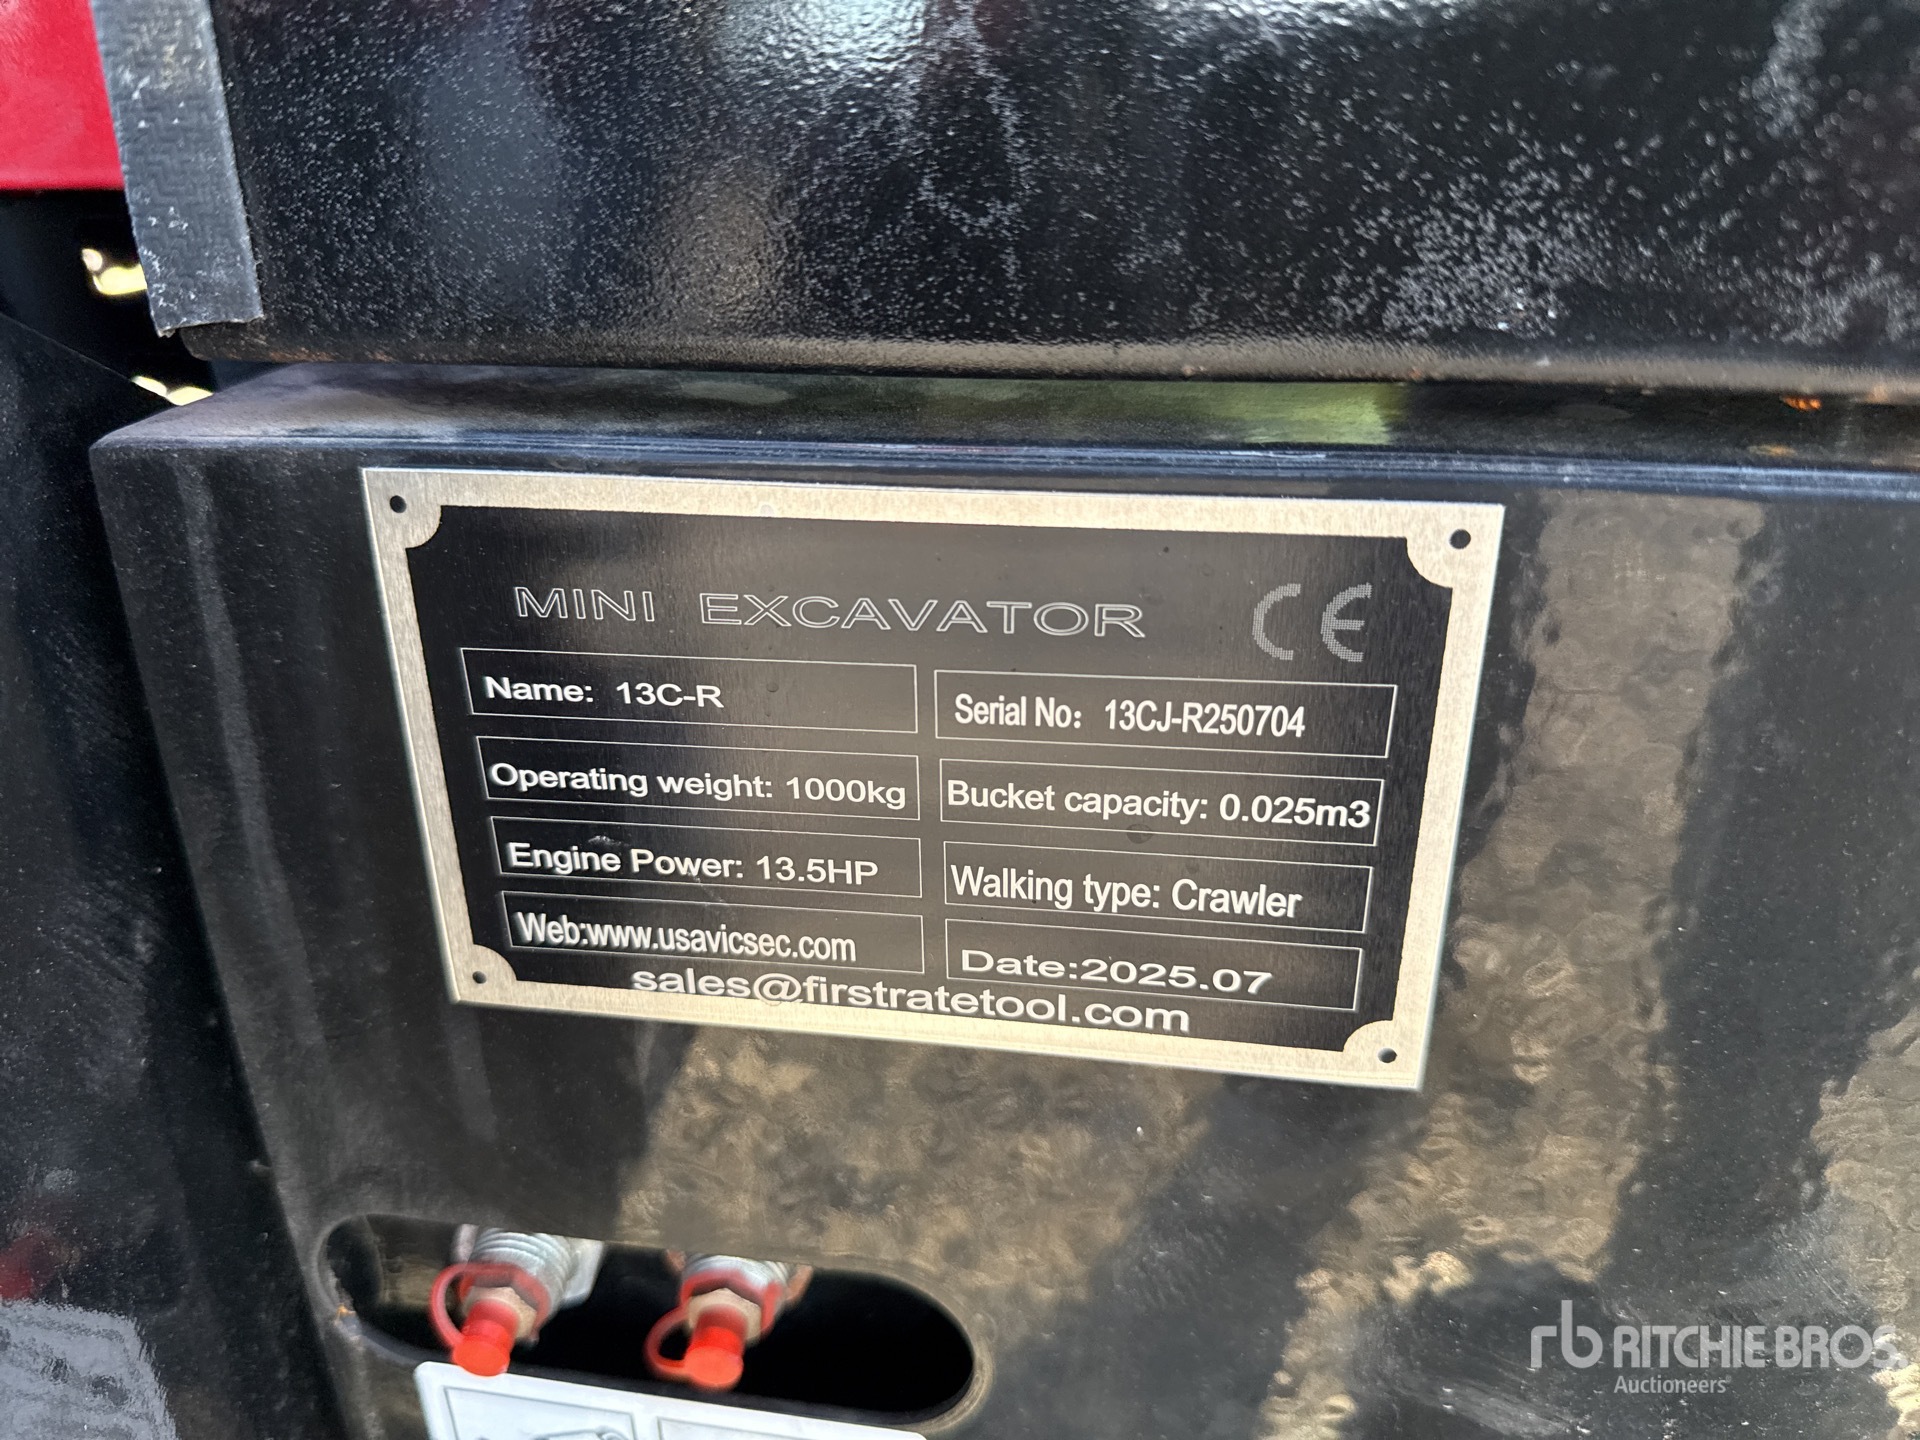 MINI EXCAVATOR CE
Name: 13C-R
Serial No: 13CJ-R250704
Operating weight: 1000kg
Bucket capacity: 0.025m3
Engine Power: 13.5HP
Walking type: Crawler
Web:www.usavicsec.com
Date:2025.07
sales@firstratetool.com
rb RITCHIE BROS.
Auctioneers